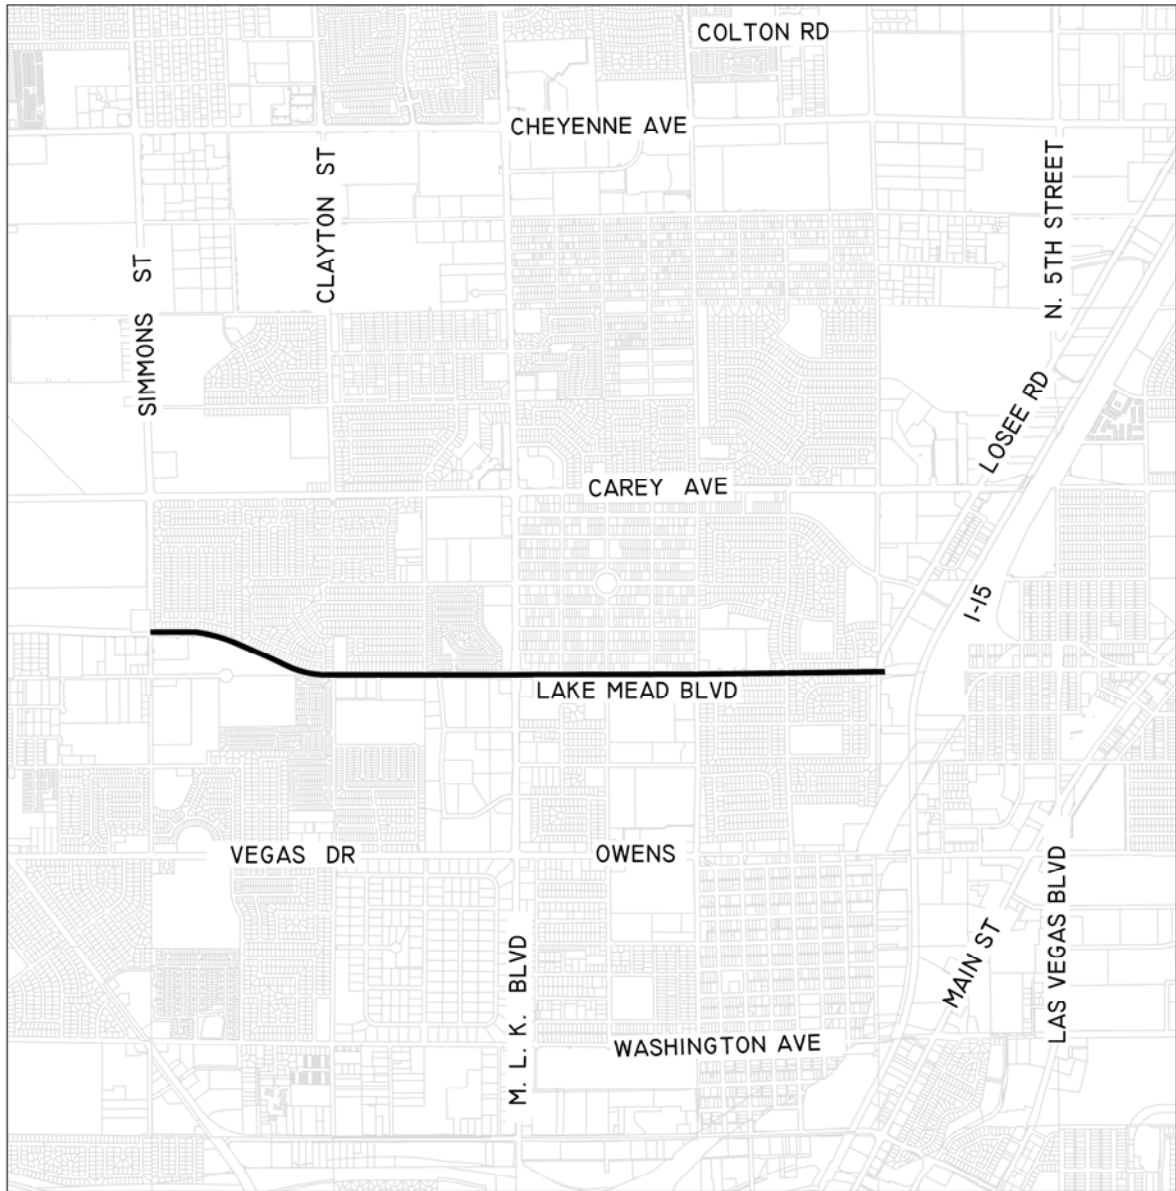 COLTON RD
CHEYENNE AVE
CLAYTON ST
N. 5TH STREET
SIMMONS ST
LOSEE RD
CAREY AVE
I-15
LAKE MEAD BLVD
VEGAS DR
OWENS
LAS VEGAS BLVD
MAIN ST
M. L. K. BLVD
WASHINGTON AVE